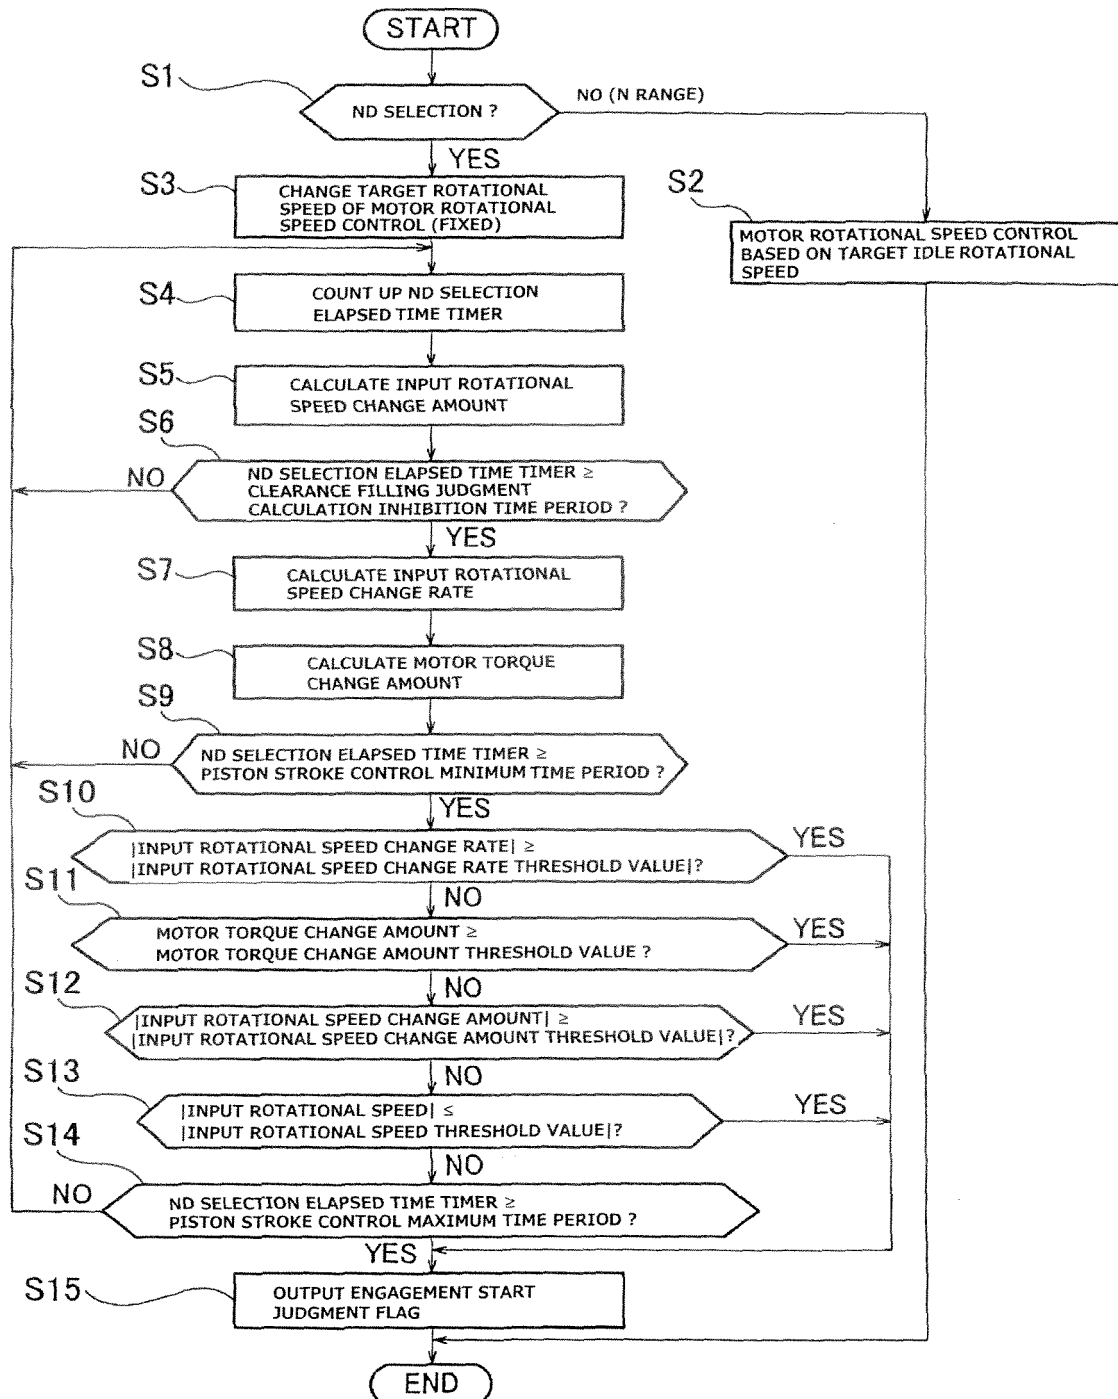 START
S1
ND SELECTION ?
NO (N RANGE)
YES
S3
CHANGE TARGET ROTATIONAL
SPEED OF MOTOR ROTATIONAL
SPEED CONTROL (FIXED)
S2
MOTOR ROTATIONAL SPEED CONTROL
BASED ON TARGET IDLE ROTATIONAL
SPEED
S4
COUNT UP ND SELECTION
ELAPSED TIME TIMER
S5
CALCULATE INPUT ROTATIONAL
SPEED CHANGE AMOUNT
S6
NO
ND SELECTION ELAPSED TIME TIMER ≥
CLEARANCE FILLING JUDGMENT
CALCULATION INHIBITION TIME PERIOD ?
YES
S7
CALCULATE INPUT ROTATIONAL
SPEED CHANGE RATE
S8
CALCULATE MOTOR TORQUE
CHANGE AMOUNT
S9
NO
ND SELECTION ELAPSED TIME TIMER ≥
PISTON STROKE CONTROL MINIMUM TIME PERIOD ?
YES
S10
|INPUT ROTATIONAL SPEED CHANGE RATE| ≥
|INPUT ROTATIONAL SPEED CHANGE RATE THRESHOLD VALUE|?
YES
NO
S11
MOTOR TORQUE CHANGE AMOUNT ≥
MOTOR TORQUE CHANGE AMOUNT THRESHOLD VALUE ?
YES
NO
S12
|INPUT ROTATIONAL SPEED CHANGE AMOUNT| ≥
|INPUT ROTATIONAL SPEED CHANGE AMOUNT THRESHOLD VALUE|?
YES
NO
S13
|INPUT ROTATIONAL SPEED| ≤
|INPUT ROTATIONAL SPEED THRESHOLD VALUE|?
YES
NO
S14
NO
ND SELECTION ELAPSED TIME TIMER ≥
PISTON STROKE CONTROL MAXIMUM TIME PERIOD ?
YES
S15
OUTPUT ENGAGEMENT START
JUDGMENT FLAG
END